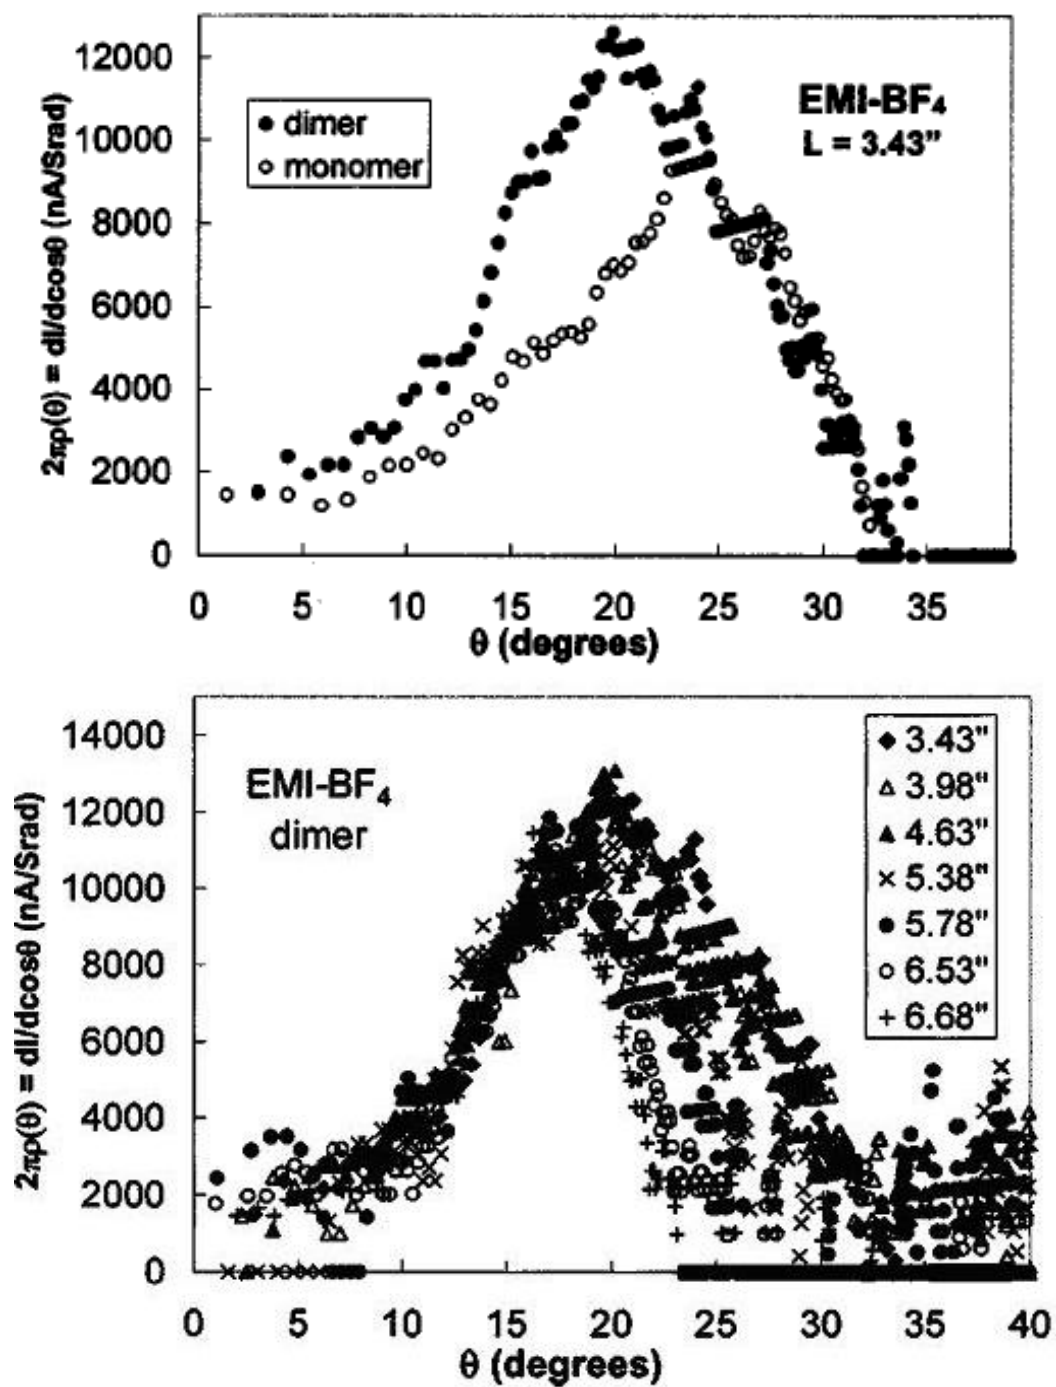 12000
10000
8000
6000
4000
2000
0
2πρ(θ) = dI/dcosθ (nA/Srad)
dimer
monomer
EMI-BF₄
L = 3.43"
0 5 10 15 20 25 30 35
θ (degrees)
14000
12000
10000
8000
6000
4000
2000
0
2πρ(θ) = dI/dcosθ (nA/Srad)
EMI-BF₄
dimer
3.43"
3.98"
4.63"
5.38"
5.78"
6.53"
6.68"
0 5 10 15 20 25 30 35 40
θ (degrees)